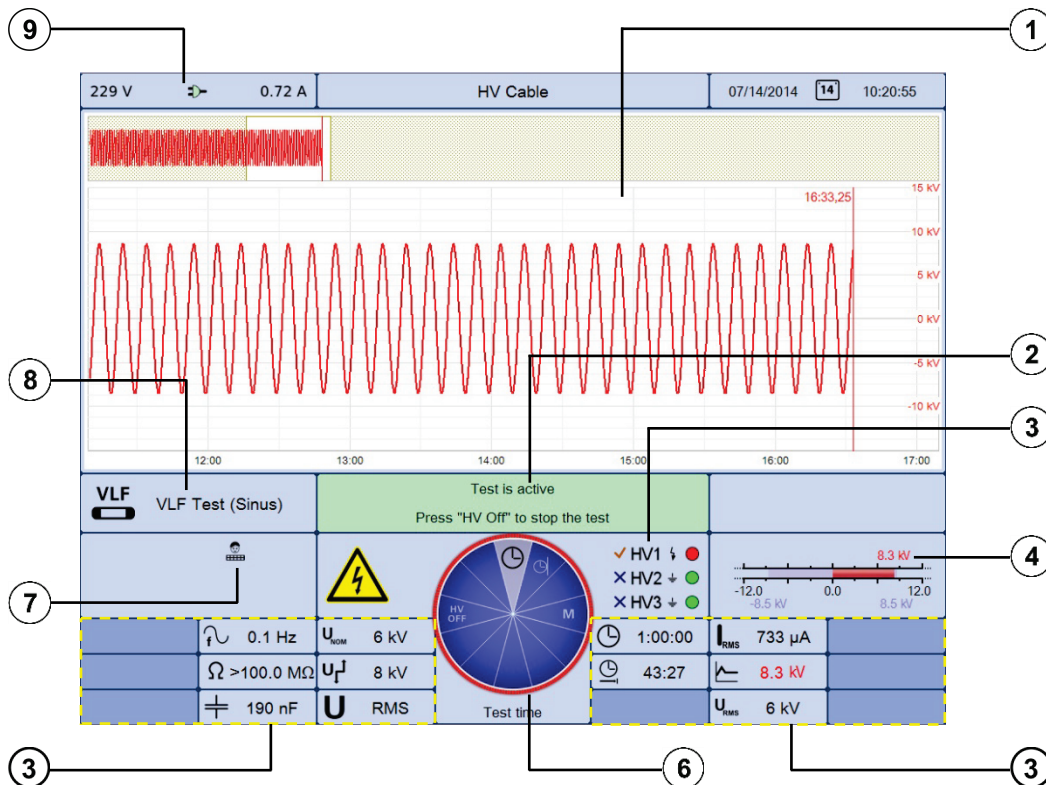 9
1
229 V 0.72 A HV Cable 07/14/2014 14 10:20:55
16:33,25
15 kV
10 kV
5 kV
0 kV
-5 kV
-10 kV
12:00 13:00 14:00 15:00 16:00 17:00
2
8
3
VLF
VLF Test (Sinus)
Test is active
Press "HV Off" to stop the test
HV1
HV2
HV3
8.3 kV
-12.0 0.0 12.0
-8.5 kV 8.5 kV
4
7
HV
OFF
M
f 0.1 Hz UNOM 6 kV
Ω >100.0 MΩ U 8 kV
190 nF U RMS
Test time
1:00:00 IRMS 733 µA
43:27 8.3 kV
URMS 6 kV
3
6
3